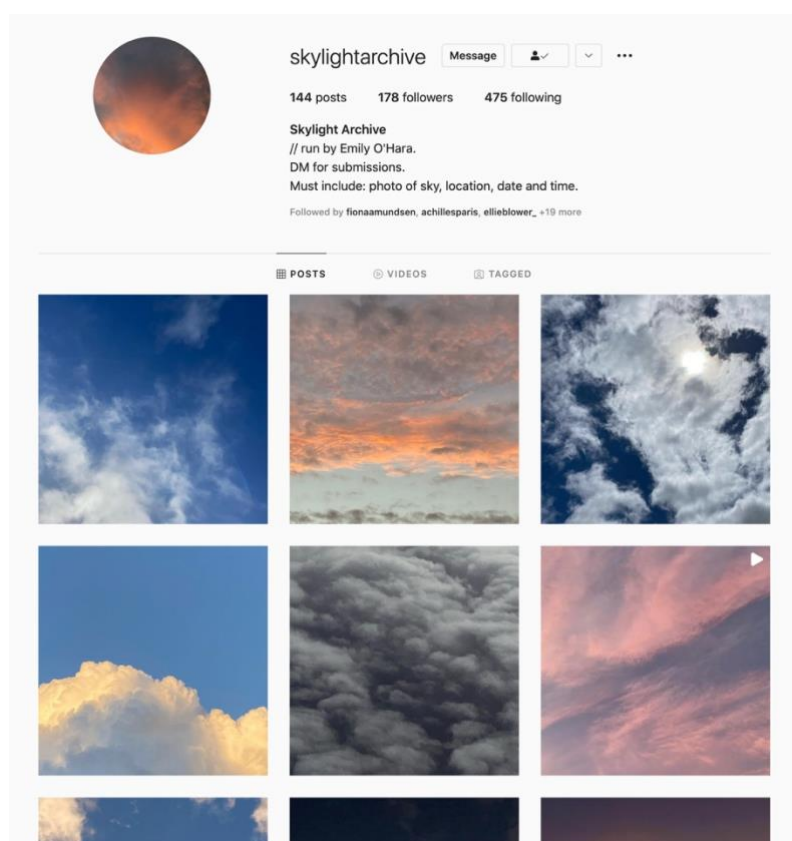 skylightarchive Message
144 posts 178 followers 475 following
Skylight Archive
// run by Emily O'Hara.
DM for submissions.
Must include: photo of sky, location, date and time.
Followed by fionaamundsen, achillesparis, ellieblower_ +19 more
POSTS VIDEOS TAGGED